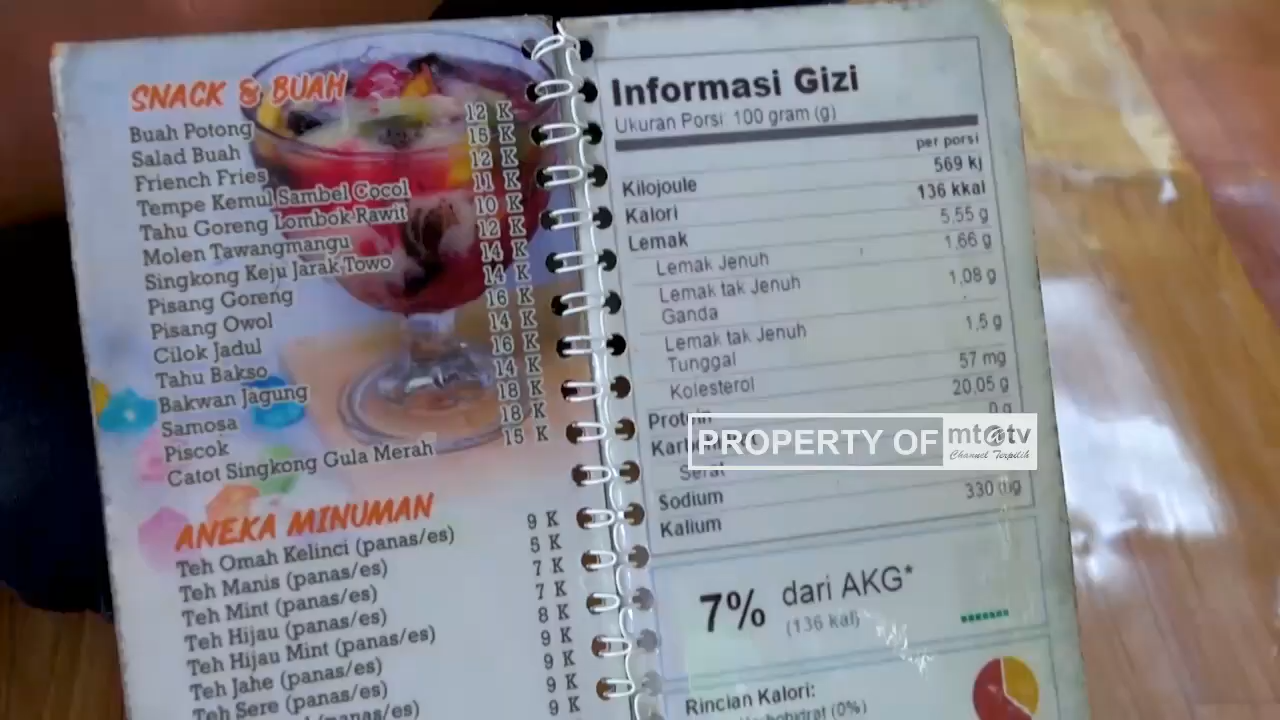 SNACK & BUAH
Buah Potong 12 K
Salad Buah 15 K
Friench Fries 12 K
Tempe Kemul Sambel Cocol 11 K
Tahu Goreng Lombok Rawit 10 K
Molen Tawangmangu 12 K
Singkong Keju Jarak Towo 14 K
Pisang Goreng 14 K
Pisang Owol 16 K
Cilok Jadul 14 K
Tahu Bakso 16 K
Bakwan Jagung 14 K
Samosa 18 K
Piscok 18 K
Catot Singkong Gula Merah 15 K
ANEKA MINUMAN
Teh Omah Kelinci (panas/es) 9 K
Teh Manis (panas/es) 5 K
Teh Mint (panas/es) 7 K
Teh Hijau (panas/es) 7 K
Teh Hijau Mint (panas/es) 8 K
Teh Jahe (panas/es) 9 K
Teh Sere (panas/es) 9 K
(panas/es) 9 K
9 K
Informasi Gizi
Ukuran Porsi 100 gram (g)
per porsi
Kilojoule 569 kj
Kalori 136 kkal
Lemak 5,55 g
Lemak Jenuh 1,66 g
Lemak tak Jenuh
Ganda 1,08 g
Lemak tak Jenuh
Tunggal 1,5 g
Kolesterol 57 mg
Protein 20,05 g
0 g
Serat
Sodium
Kalium 330 mg
PROPERTY OF mt@tv
Channel Terpilih
7% dari AKG*
(136 kal)
Rincian Kalori:
(0%)